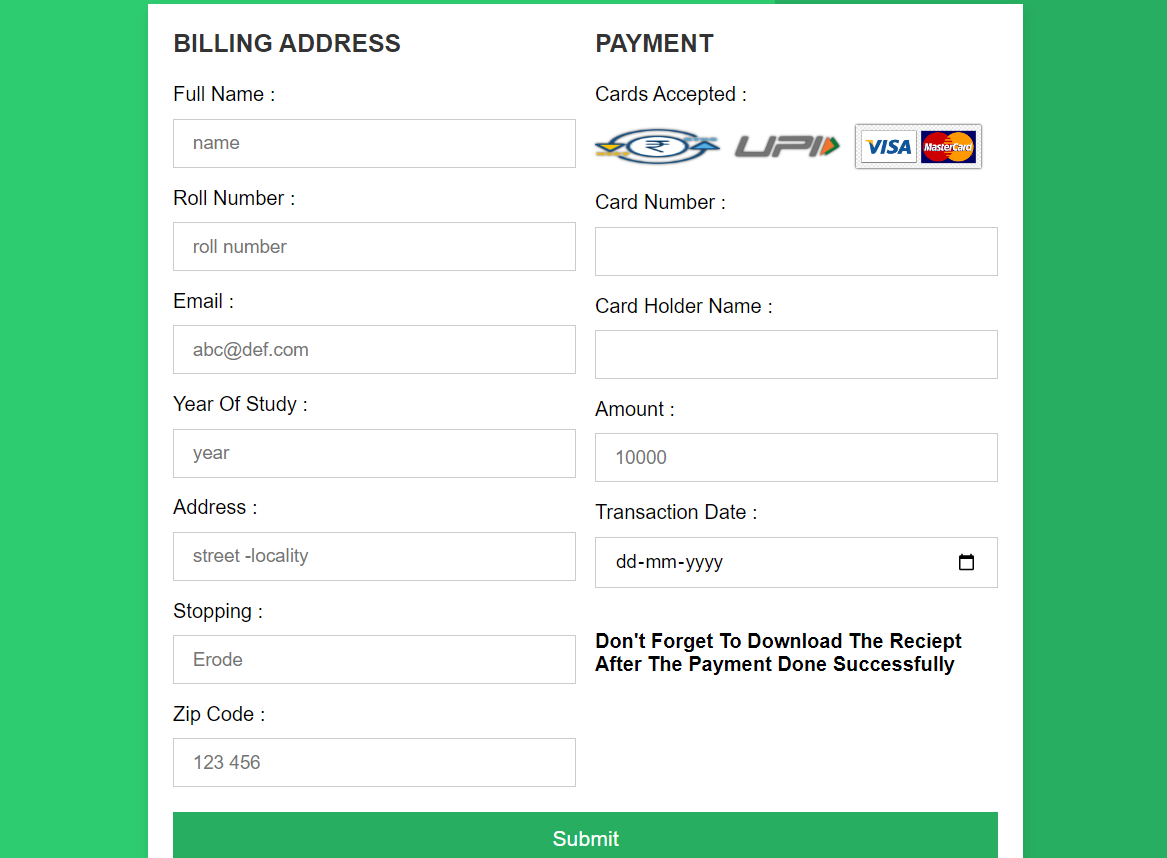 BILLING ADDRESS
Full Name :
name
Roll Number :
roll number
Email :
abc@def.com
Year Of Study :
year
Address :
street -locality
Stopping :
Erode
Zip Code :
123 456
PAYMENT
Cards Accepted :
₹ UPI VISA MasterCard
Card Number :
Card Holder Name :
Amount :
10000
Transaction Date :
dd-mm-yyyy
Don't Forget To Download The Reciept
After The Payment Done Successfully
Submit